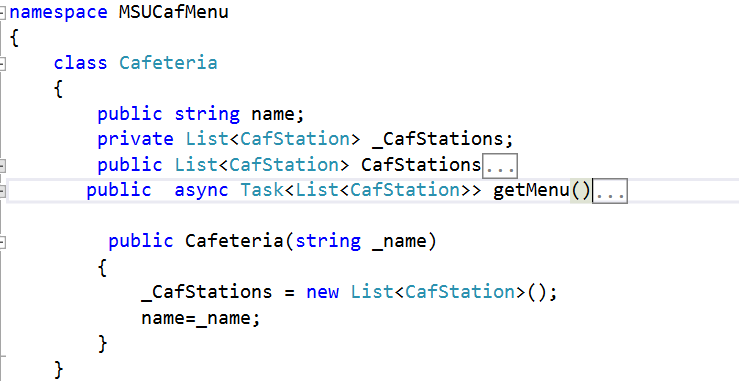 namespace MSUCafMenu
{
class Cafeteria
{
public string name;
private List<CafStation> _CafStations;
public List<CafStation> CafStations...
public  async Task<List<CafStation>> getMenu()...
public Cafeteria(string _name)
{
_CafStations = new List<CafStation>();
name=_name;
}
}